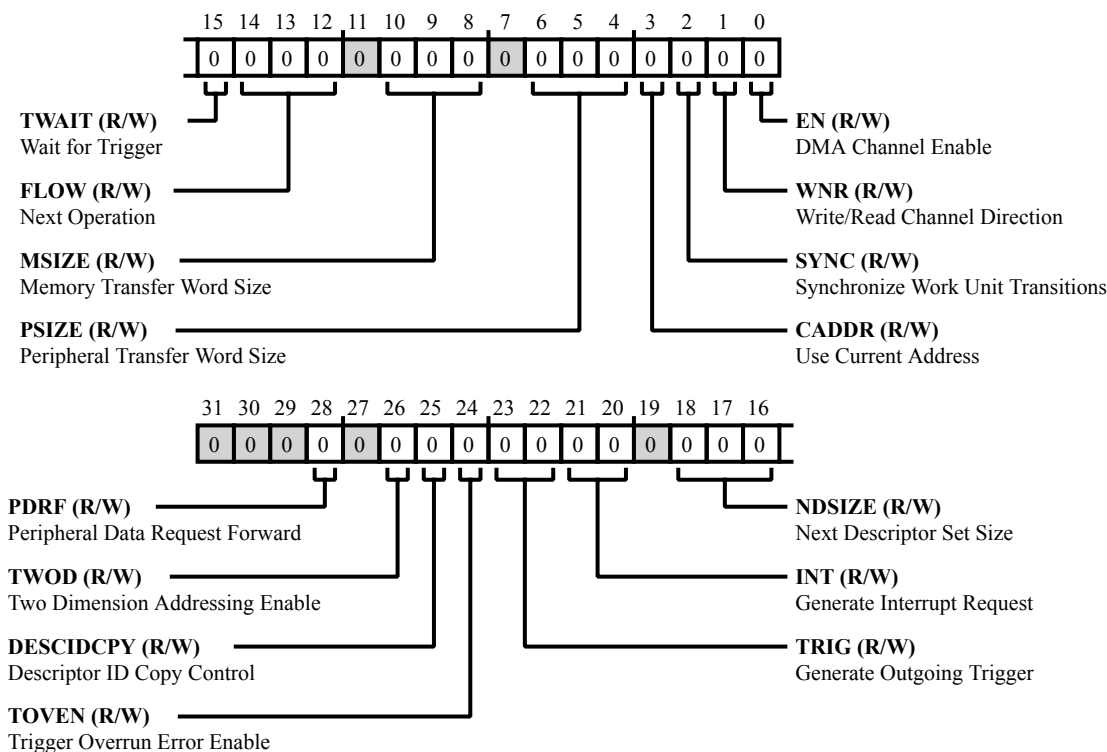 15 14 13 12 11 10 9 8 7 6 5 4 3 2 1 0
0 0 0 0 0 0 0 0 0 0 0 0 0 0 0 0
TWAIT (R/W)
Wait for Trigger
FLOW (R/W)
Next Operation
MSIZE (R/W)
Memory Transfer Word Size
PSIZE (R/W)
Peripheral Transfer Word Size
EN (R/W)
DMA Channel Enable
WNR (R/W)
Write/Read Channel Direction
SYNC (R/W)
Synchronize Work Unit Transitions
CADDR (R/W)
Use Current Address
31 30 29 28 27 26 25 24 23 22 21 20 19 18 17 16
0 0 0 0 0 0 0 0 0 0 0 0 0 0 0 0
PDRF (R/W)
Peripheral Data Request Forward
TWOD (R/W)
Two Dimension Addressing Enable
DESCIDCPY (R/W)
Descriptor ID Copy Control
TOVEN (R/W)
Trigger Overrun Error Enable
NDSIZE (R/W)
Next Descriptor Set Size
INT (R/W)
Generate Interrupt Request
TRIG (R/W)
Generate Outgoing Trigger